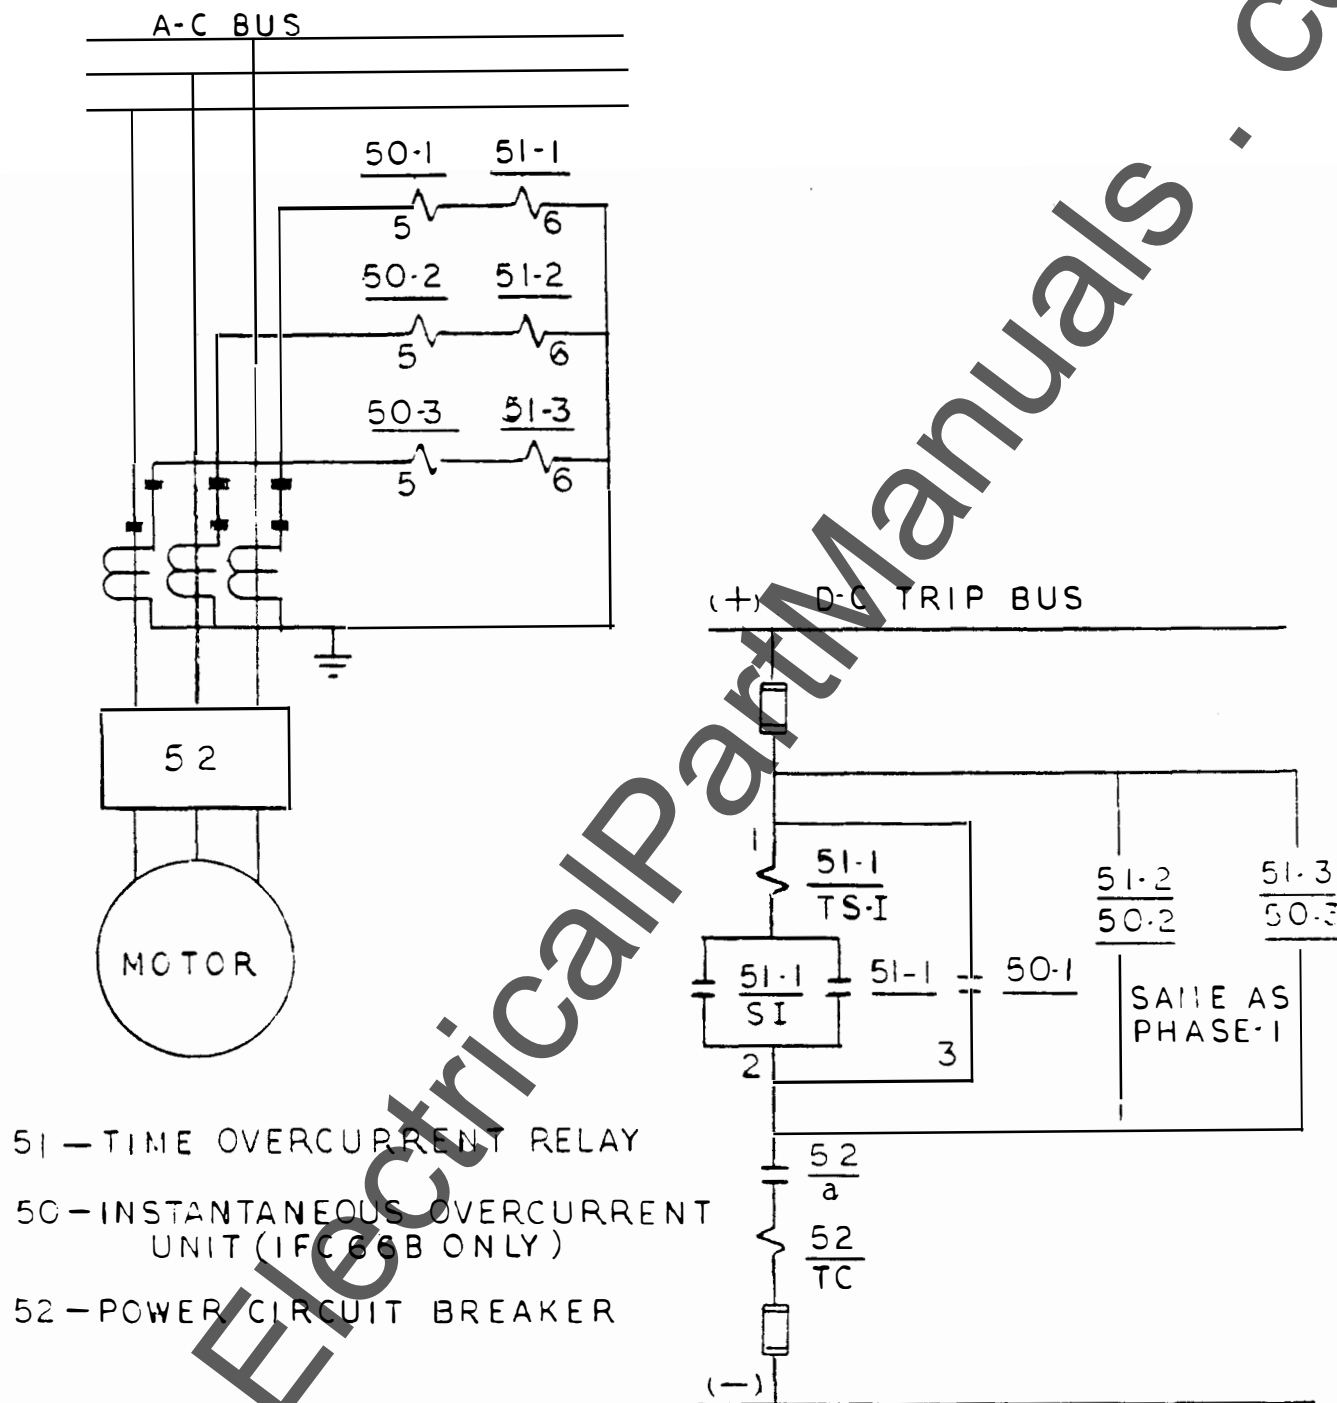 A-C BUS
50-1 51-1
5 6
50-2 51-2
5 6
50-3 51-3
5 6
52
MOTOR
(+) D-C TRIP BUS
1
51-1
TS-I
51-1
SI
51-1
50-1
2
3
51-2
50-2
51-3
50-3
SAME AS
PHASE-1
52
a
52
TC
(—)
51 — TIME OVERCURRENT RELAY
50 — INSTANTANEOUS OVERCURRENT
UNIT (IFC 66B ONLY)
52 — POWER CIRCUIT BREAKER
ElectricalPartManuals . co